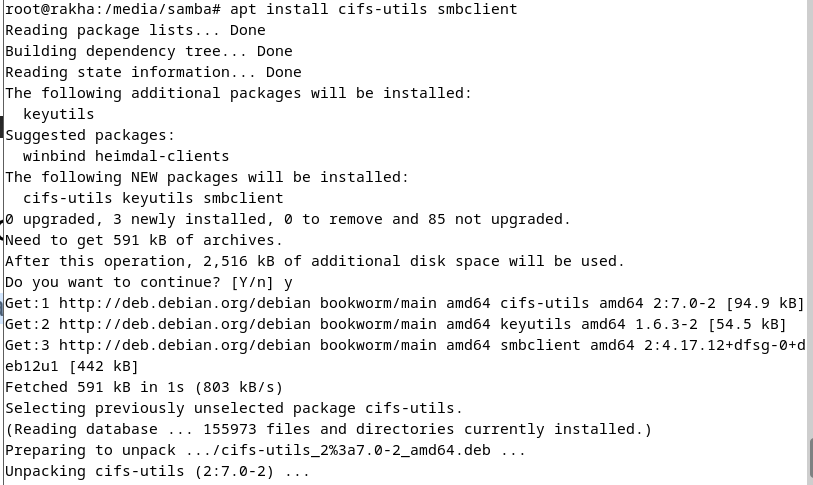 root@rakha:/media/samba# apt install cifs-utils smbclient
Reading package lists... Done
Building dependency tree... Done
Reading state information... Done
The following additional packages will be installed:
  keyutils
Suggested packages:
  winbind heimdal-clients
The following NEW packages will be installed:
  cifs-utils keyutils smbclient
0 upgraded, 3 newly installed, 0 to remove and 85 not upgraded.
Need to get 591 kB of archives.
After this operation, 2,516 kB of additional disk space will be used.
Do you want to continue? [Y/n] y
Get:1 http://deb.debian.org/debian bookworm/main amd64 cifs-utils amd64 2:7.0-2 [94.9 kB]
Get:2 http://deb.debian.org/debian bookworm/main amd64 keyutils amd64 1.6.3-2 [54.5 kB]
Get:3 http://deb.debian.org/debian bookworm/main amd64 smbclient amd64 2:4.17.12+dfsg-0+d
eb12u1 [442 kB]
Fetched 591 kB in 1s (803 kB/s)
Selecting previously unselected package cifs-utils.
(Reading database ... 155973 files and directories currently installed.)
Preparing to unpack .../cifs-utils_2%3a7.0-2_amd64.deb ...
Unpacking cifs-utils (2:7.0-2) ...